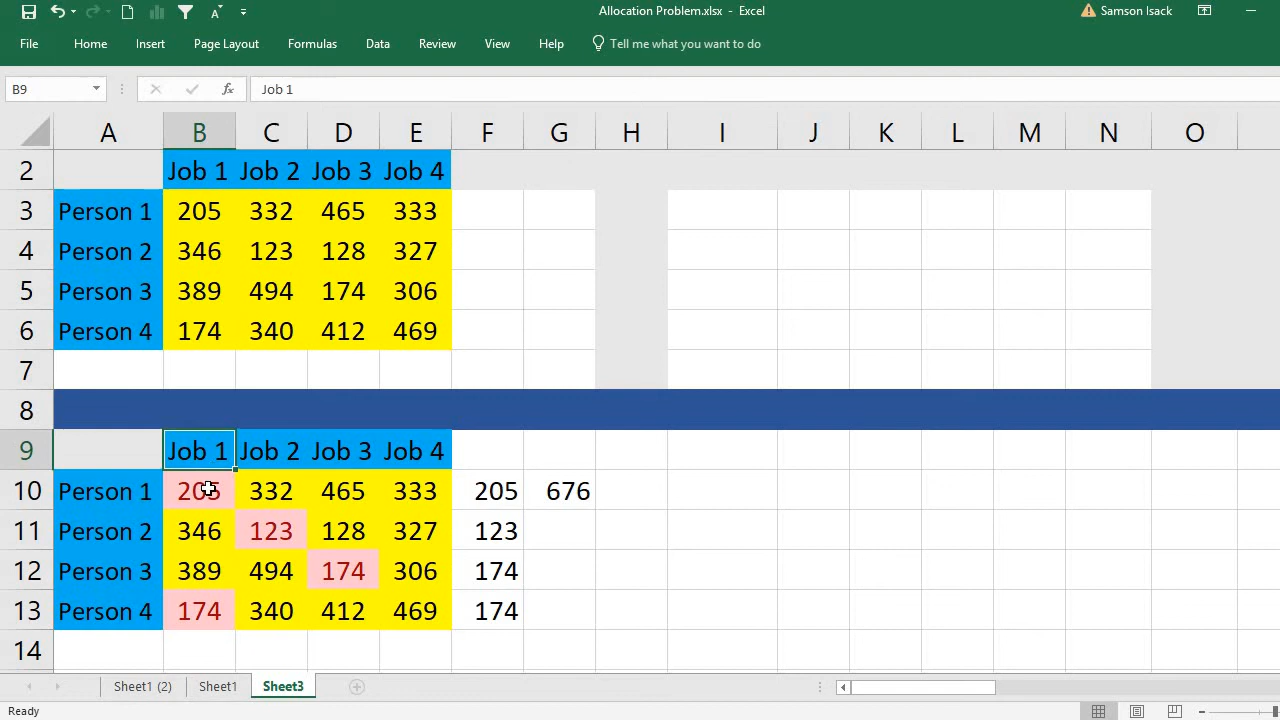 Allocation Problem.xlsx - Excel
Samson Isack
File Home Insert Page Layout Formulas Data Review View Help Tell me what you want to do
B9 fx Job 1
A B C D E F G H I J K L M N O
2 Job 1 Job 2 Job 3 Job 4
3 Person 1 205 332 465 333
4 Person 2 346 123 128 327
5 Person 3 389 494 174 306
6 Person 4 174 340 412 469
7
8
9 Job 1 Job 2 Job 3 Job 4
10 Person 1 205 332 465 333 205 676
11 Person 2 346 123 128 327 123
12 Person 3 389 494 174 306 174
13 Person 4 174 340 412 469 174
14
Sheet1 (2) Sheet1 Sheet3
Ready